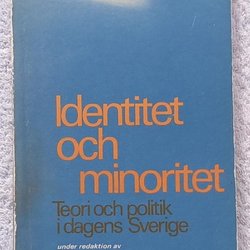 Identitet
och
minoritet
Teori och politik
i dagens Sverige
under redaktion av